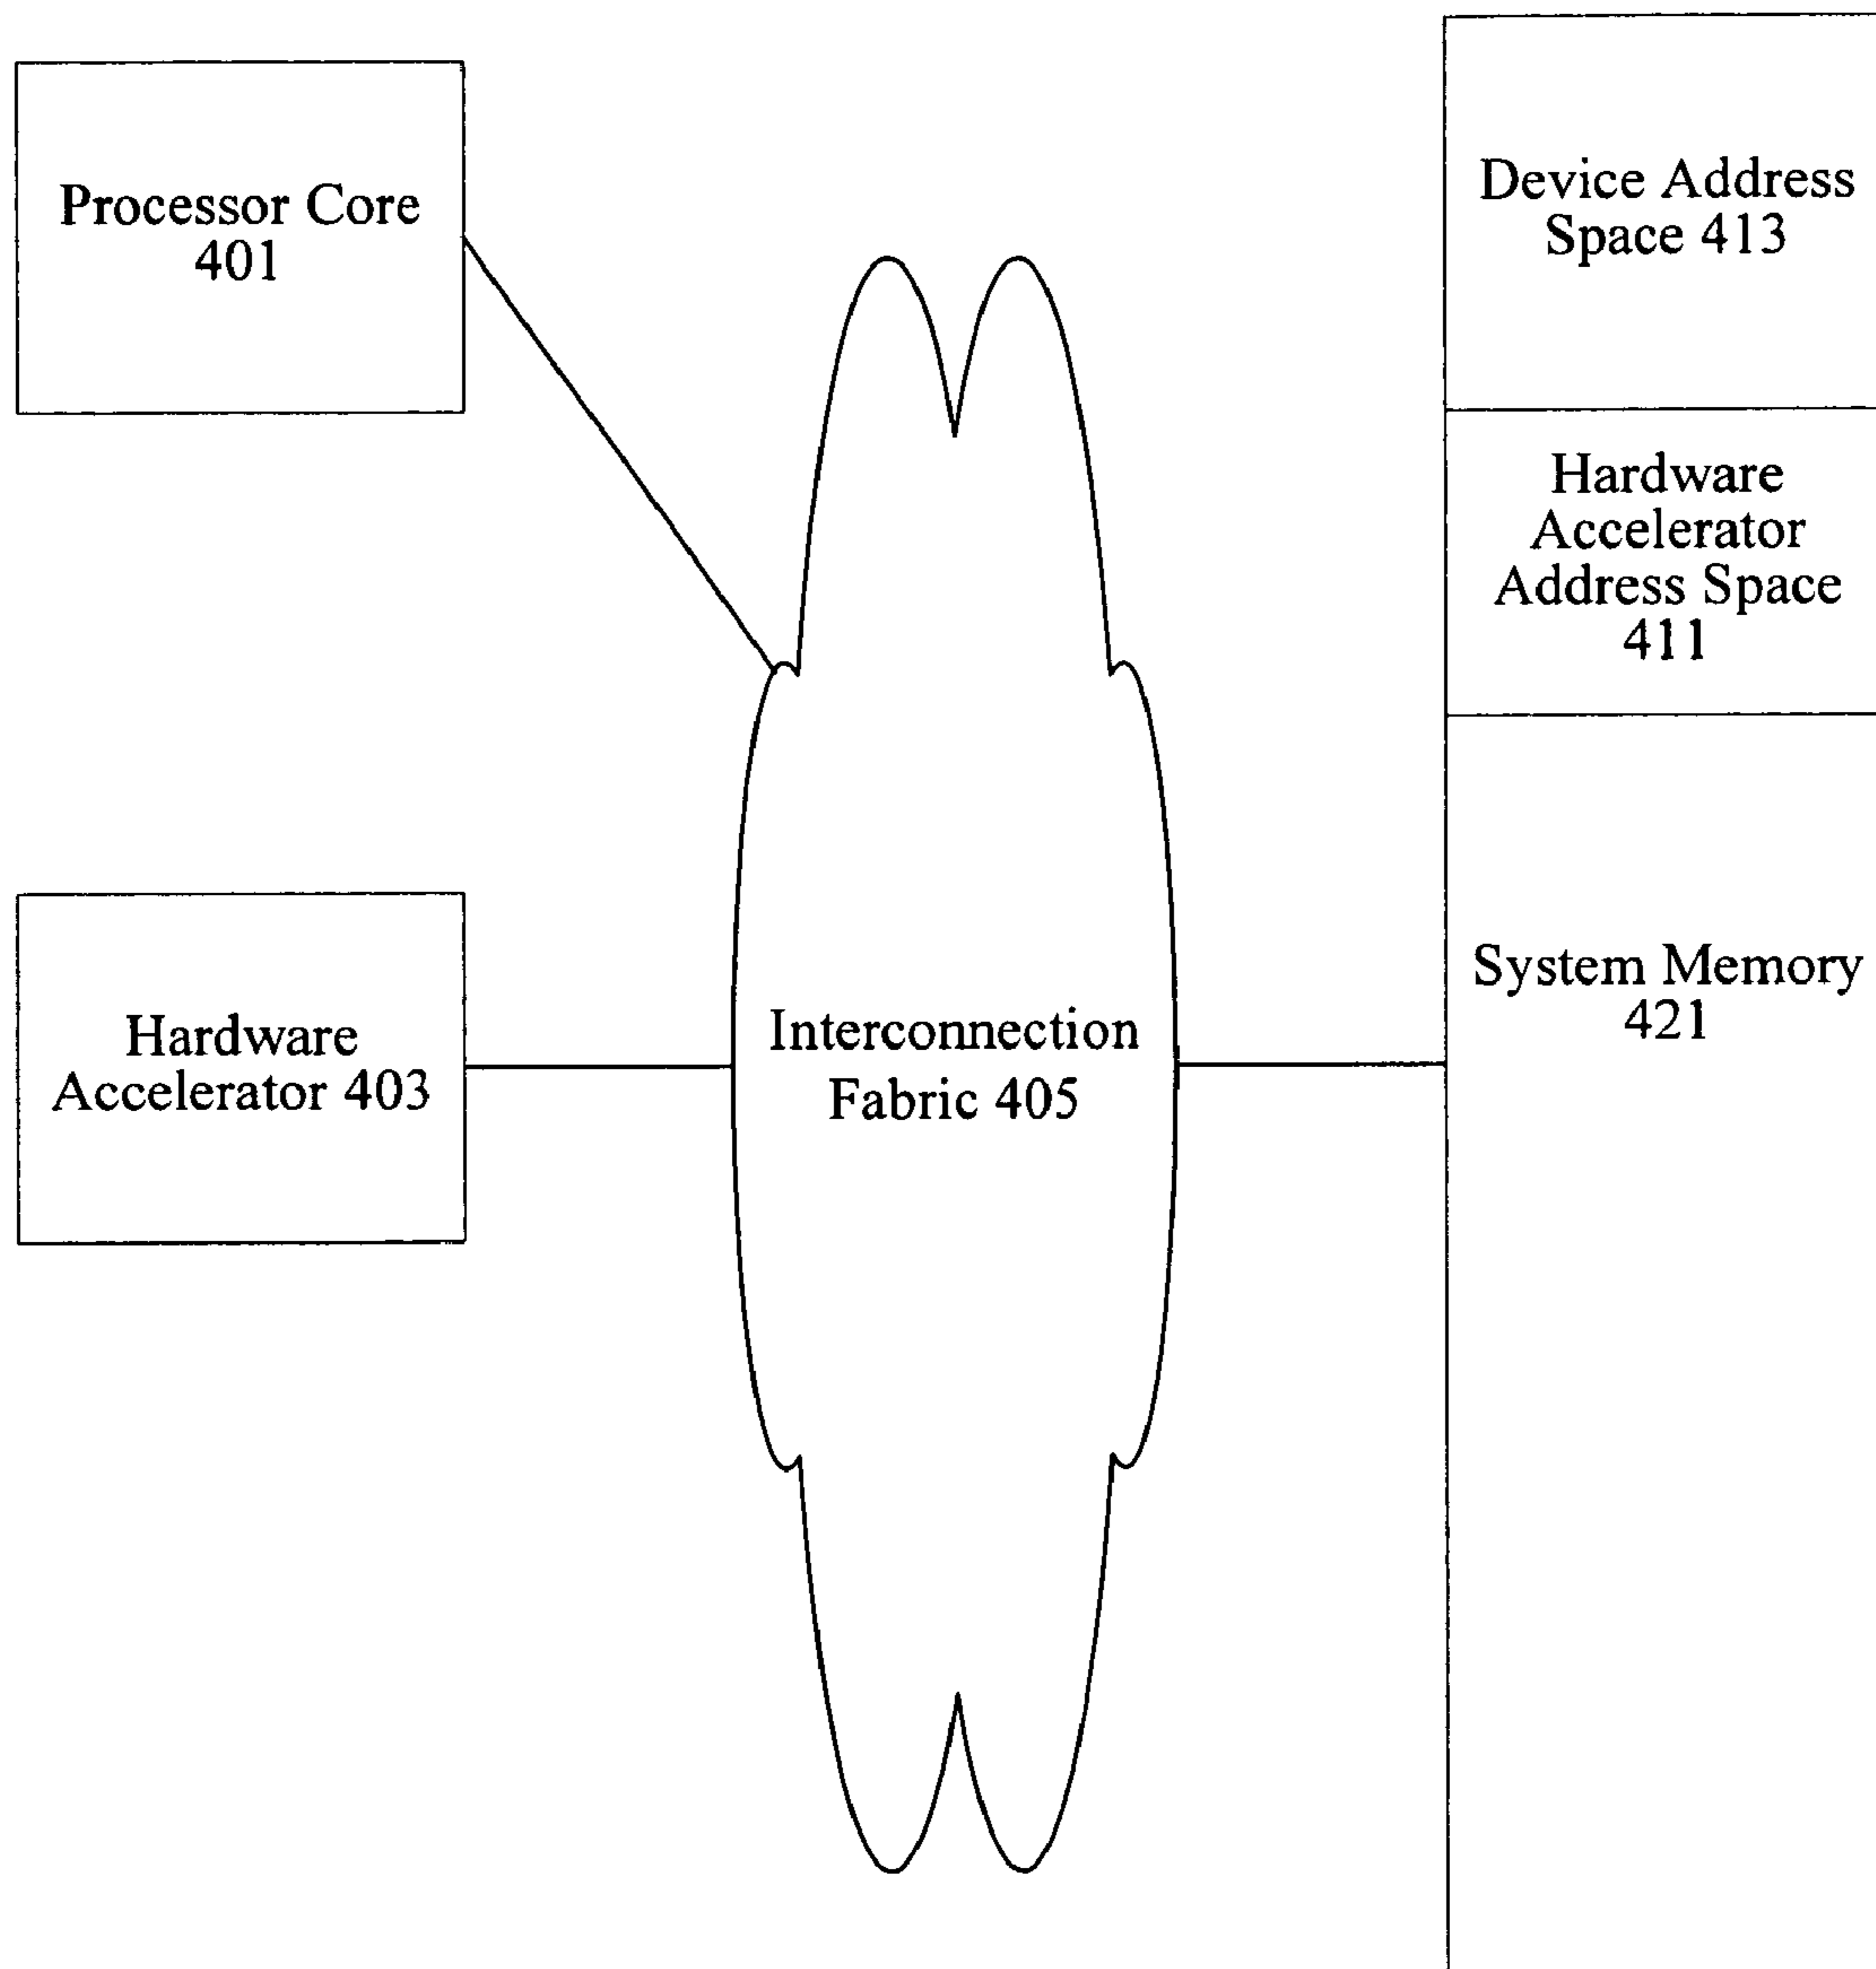 Processor Core
401
Device Address
Space 413
Hardware
Accelerator
Address Space
411
System Memory
421
Hardware
Accelerator 403
Interconnection
Fabric 405